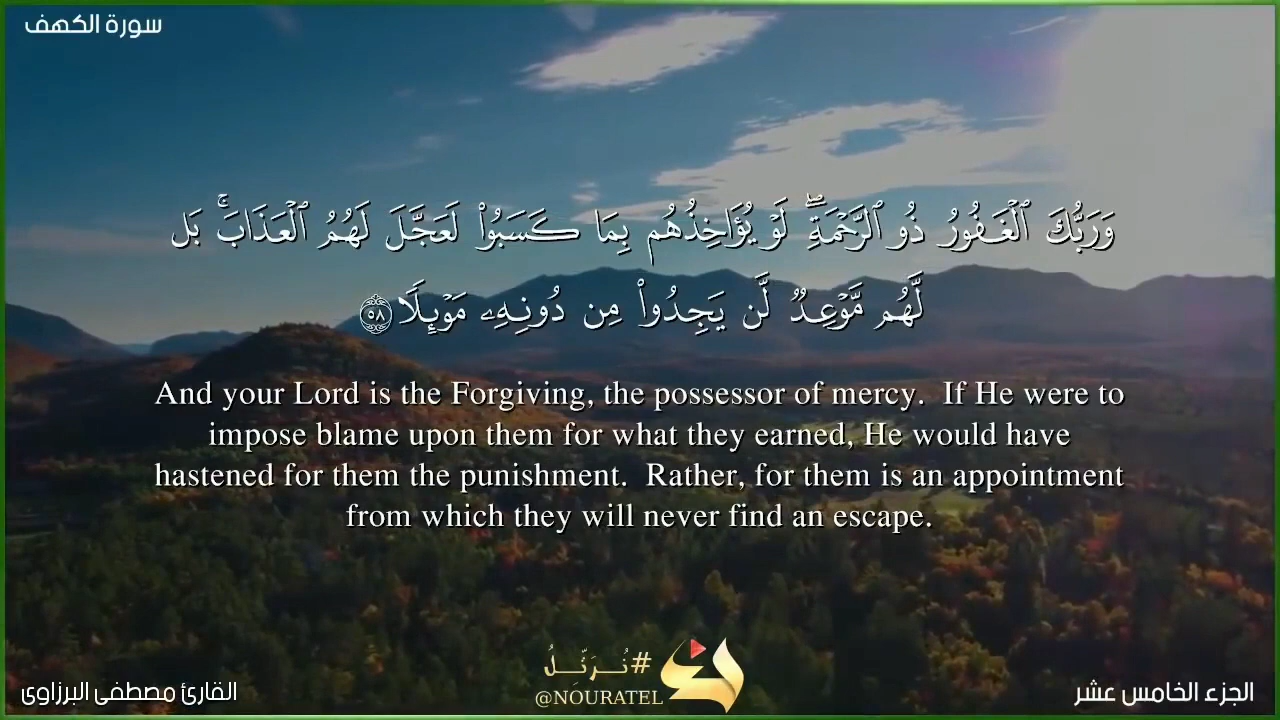 سورة الكهف
وَرَبُّكَ ٱلْغَفُورُ ذُو ٱلرَّحْمَةِ ۖ لَوْ يُؤَاخِذُهُم بِمَا كَسَبُوا۟ لَعَجَّلَ لَهُمُ ٱلْعَذَابَ ۚ بَل
لَّهُم مَّوْعِدٌ لَّن يَجِدُوا۟ مِن دُونِهِۦ مَوْئِلًا ٥٨
And your Lord is the Forgiving, the possessor of mercy. If He were to
impose blame upon them for what they earned, He would have
hastened for them the punishment. Rather, for them is an appointment
from which they will never find an escape.
#نُرَتِّلُ
@NOURATEL
الجزء الخامس عشر
القارئ مصطفى البرزاوى